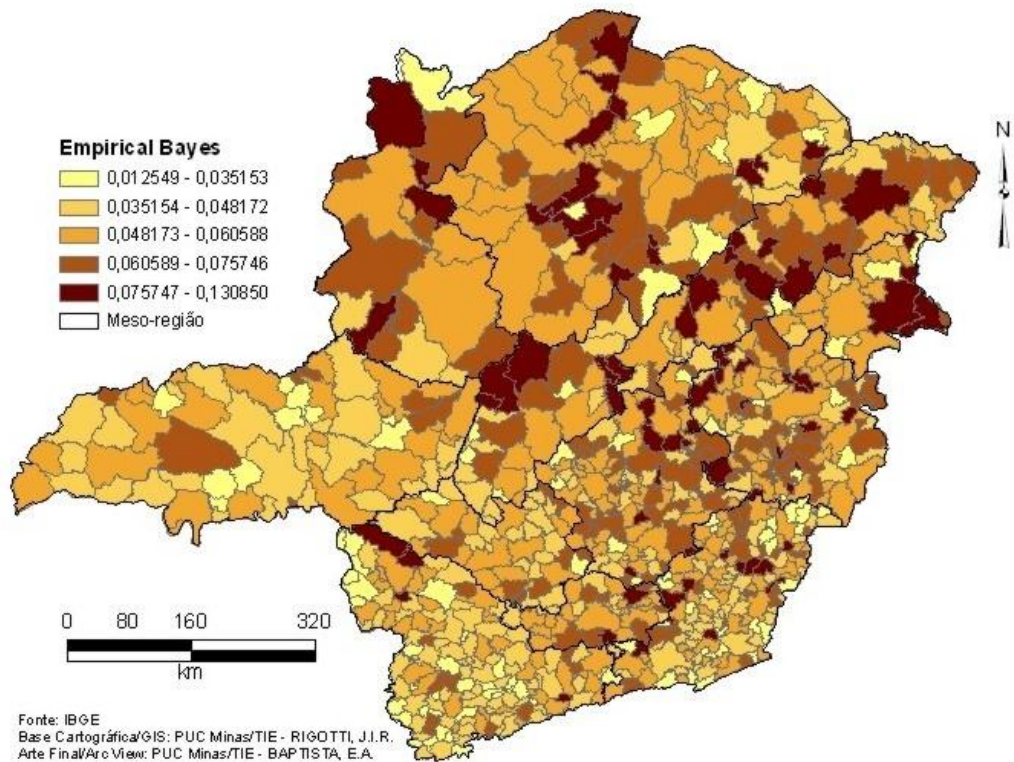 N
Empirical Bayes
0,012549 - 0,035153
0,035154 - 0,048172
0,048173 - 0,060588
0,060589 - 0,075746
0,075747 - 0,130850
Meso-região
0 80 160 320
km
Fonte: IBGE
Base Cartográfica/GIS: PUC Minas/TIE - RIGOTTI, J.I.R.
Arte Final/Arc View: PUC Minas/TIE - BAPTISTA, E.A.